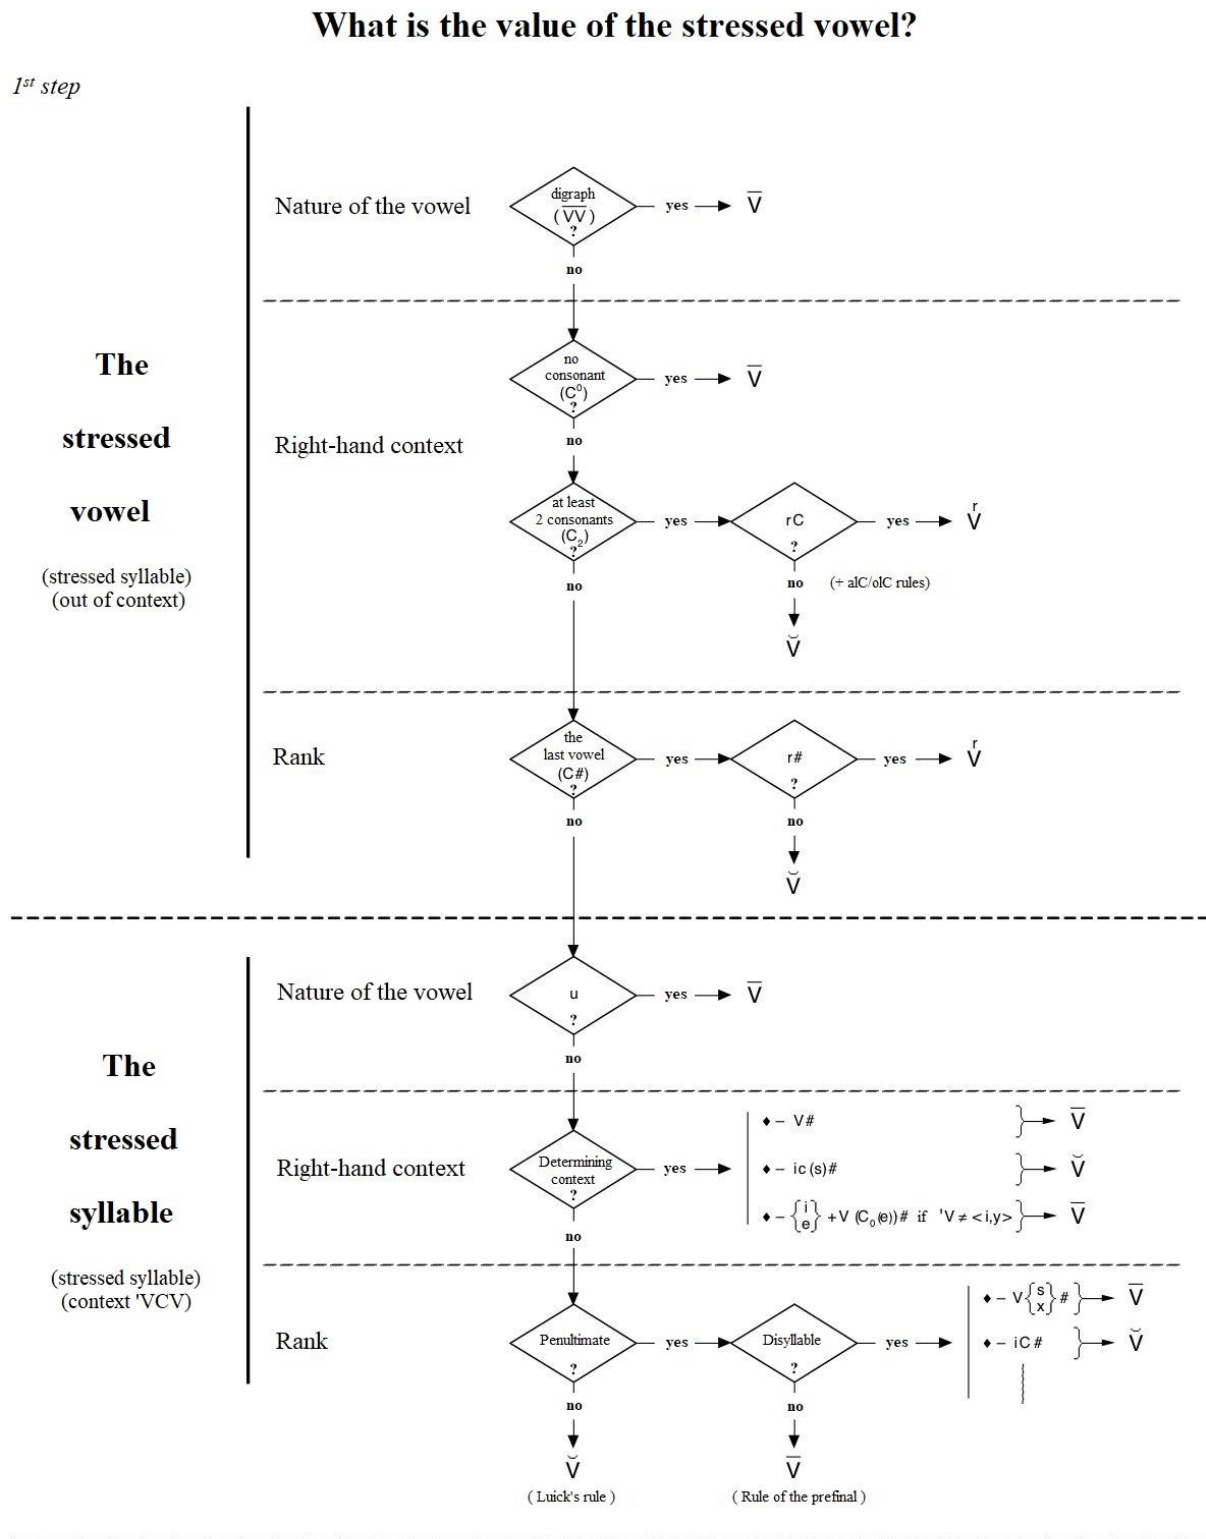 What is the value of the stressed vowel?
1st step
The
stressed
vowel
(stressed syllable)
(out of context)
Nature of the vowel
digraph
( V̅V̅ )
?
yes
V̅
no
Right-hand context
no
consonant
(C⁰)
?
yes
V̅
no
at least
2 consonants
(C₂)
?
yes
rC
?
yes
r
V
no
(+ alC/olC rules)
V̆
no
Rank
the
last vowel
(C#)
?
yes
r#
?
yes
r
V
no
V̆
no
The
stressed
syllable
(stressed syllable)
(context 'VCV)
Nature of the vowel
u
?
yes
V̅
no
Right-hand context
Determining
context
?
yes
♦ – V# } V̅
♦ – ic (s)# } V̆
♦ – { i e } +V (C₀(e))# if 'V ≠ <i,y> } V̅
no
Rank
Penultimate
?
yes
Disyllable
?
yes
♦ – V { s x } # } V̅
♦ – iC # } V̆
no
V̆
( Luick's rule )
no
V̅
( Rule of the prefinal )